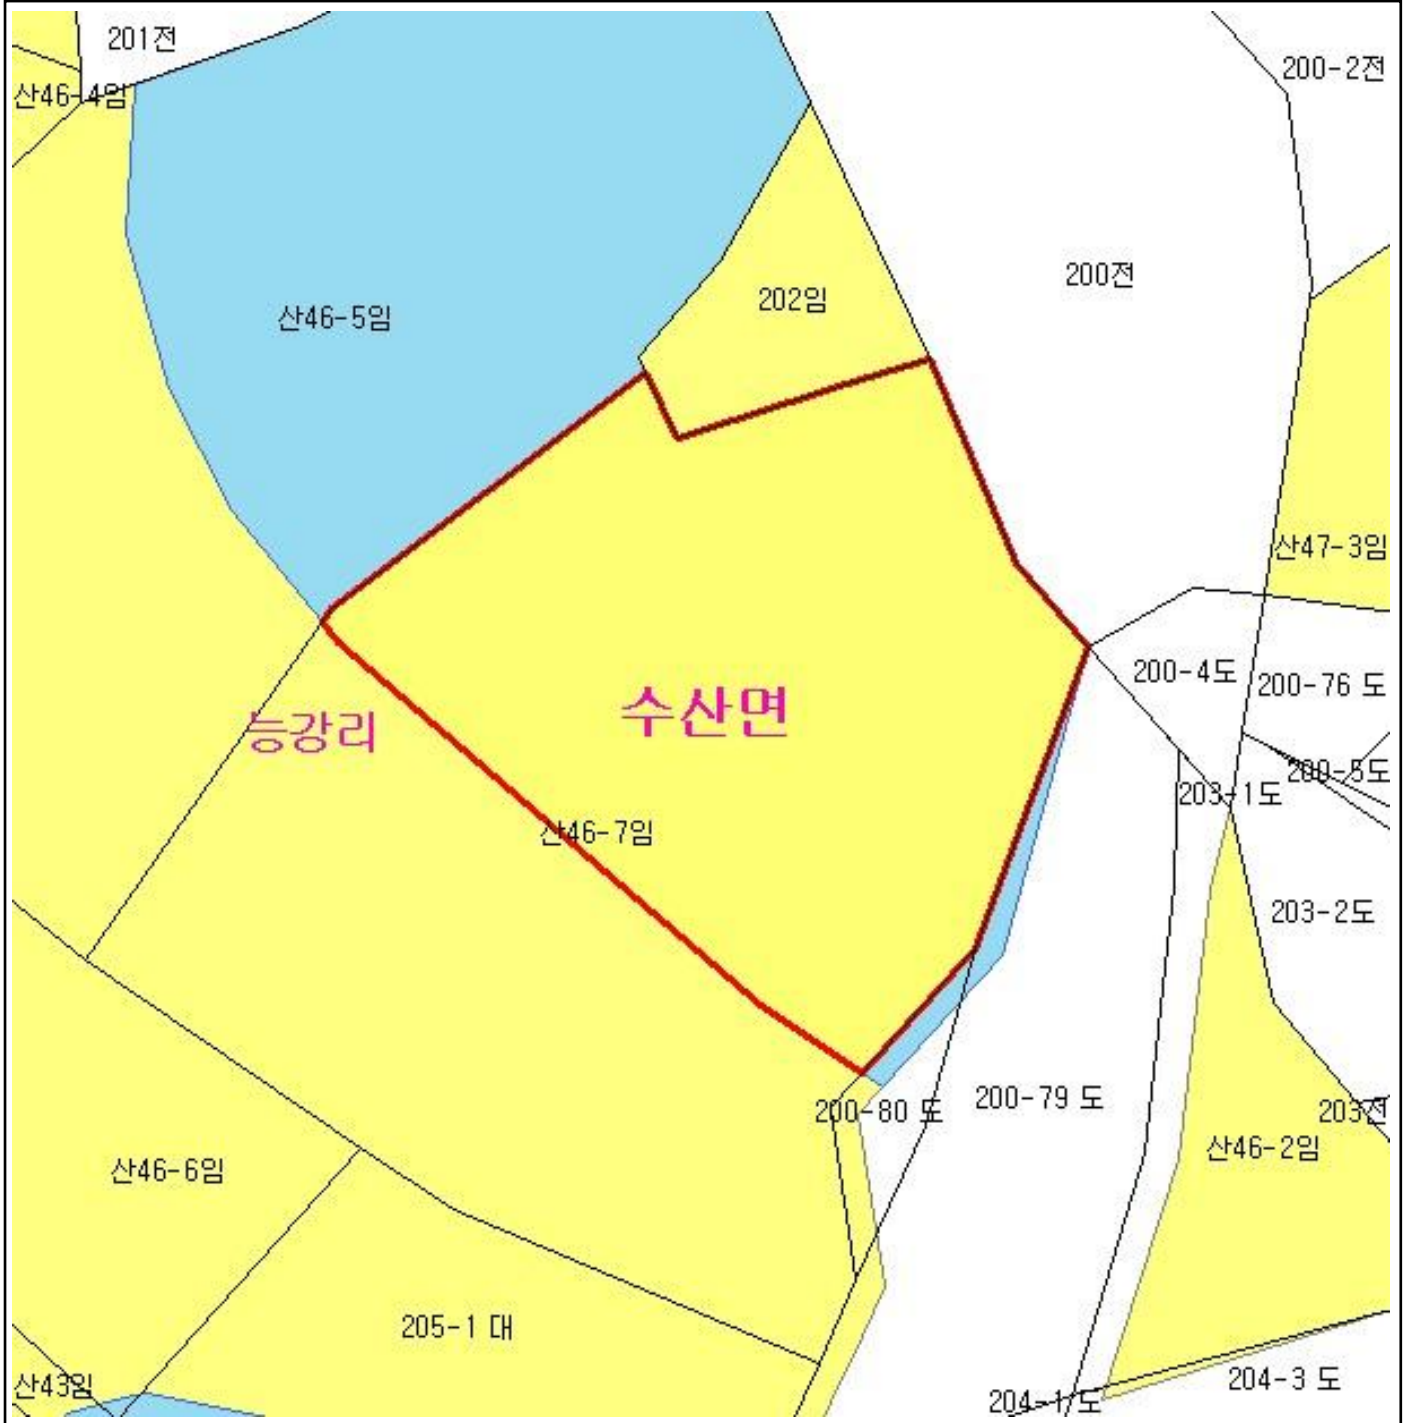 201전
200-2전
산46-4임
200전
202임
산46-5임
산47-3임
200-4도
200-76 도
수산면
능강리
200-5도
203-1도
산46-7임
203-2도
200-79 도
200-80 도
203전
산46-2임
산46-6임
205-1 대
204-3 도
산43임
204-1 도